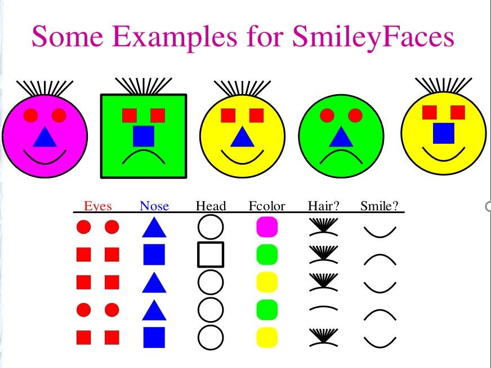 Some Examples for SmileyFaces
Eyes Nose Head Fcolor Hair? Smile?